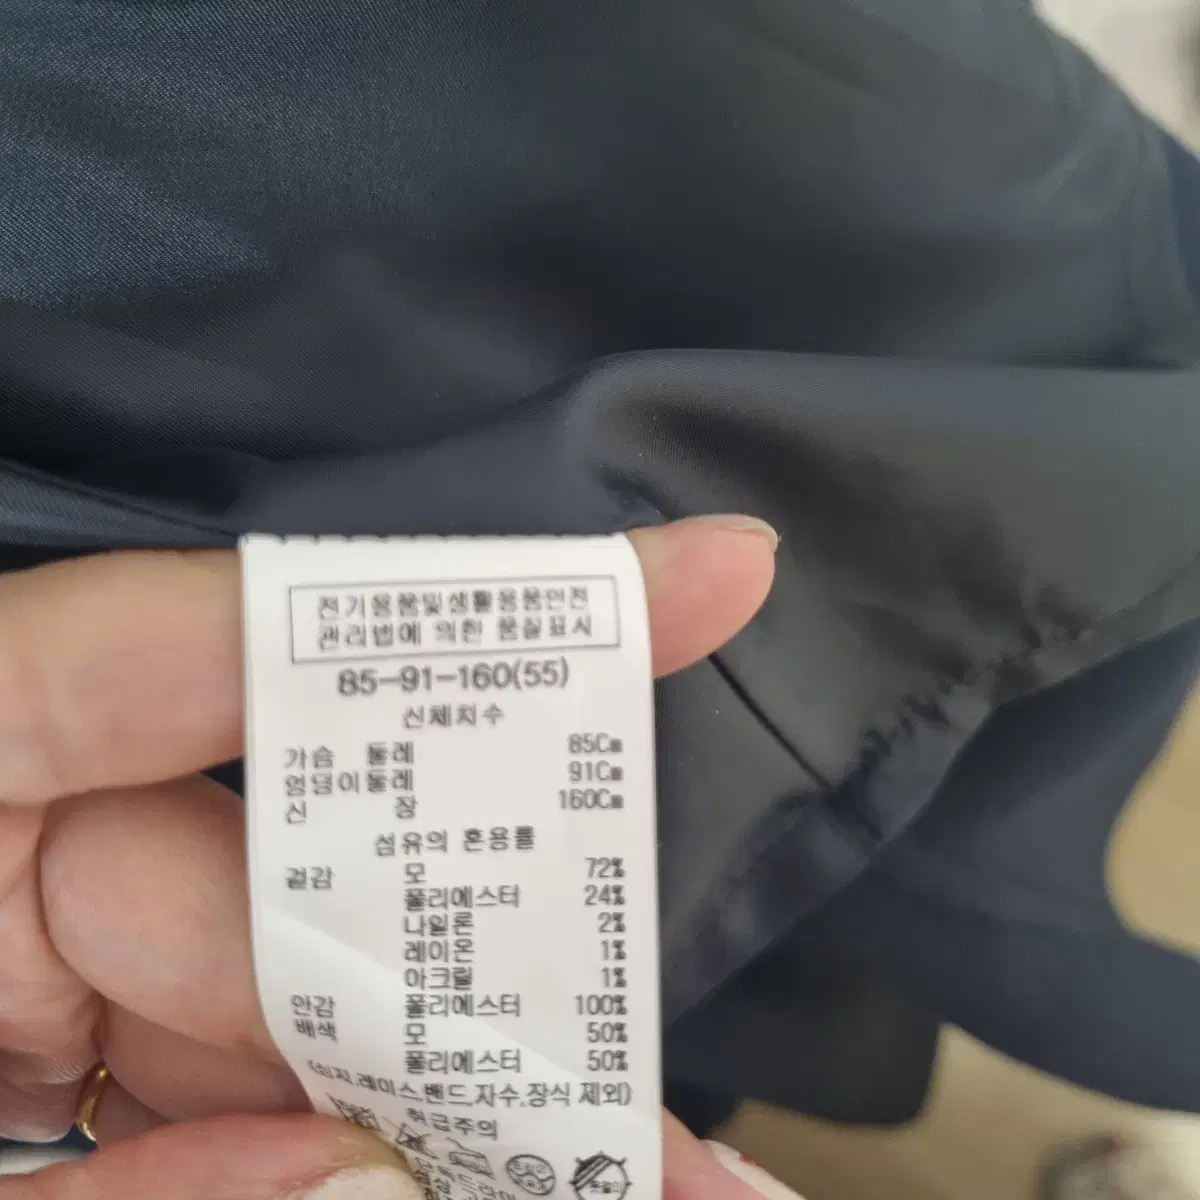 전기용품및생활용품안전
관리법에 의한 품질표시
85-91-160(55)
신체치수
가슴 둘레 85Cm
엉덩이둘레 91Cm
신 장 160Cm
섬유의 혼용률
겉감 모 72%
폴리에스터 24%
나일론 2%
레이온 1%
아크릴 1%
안감 폴리에스터 100%
배색 모 50%
폴리에스터 50%
(심지,레이스,밴드,자수,장식 제외)
취급주의
드라이